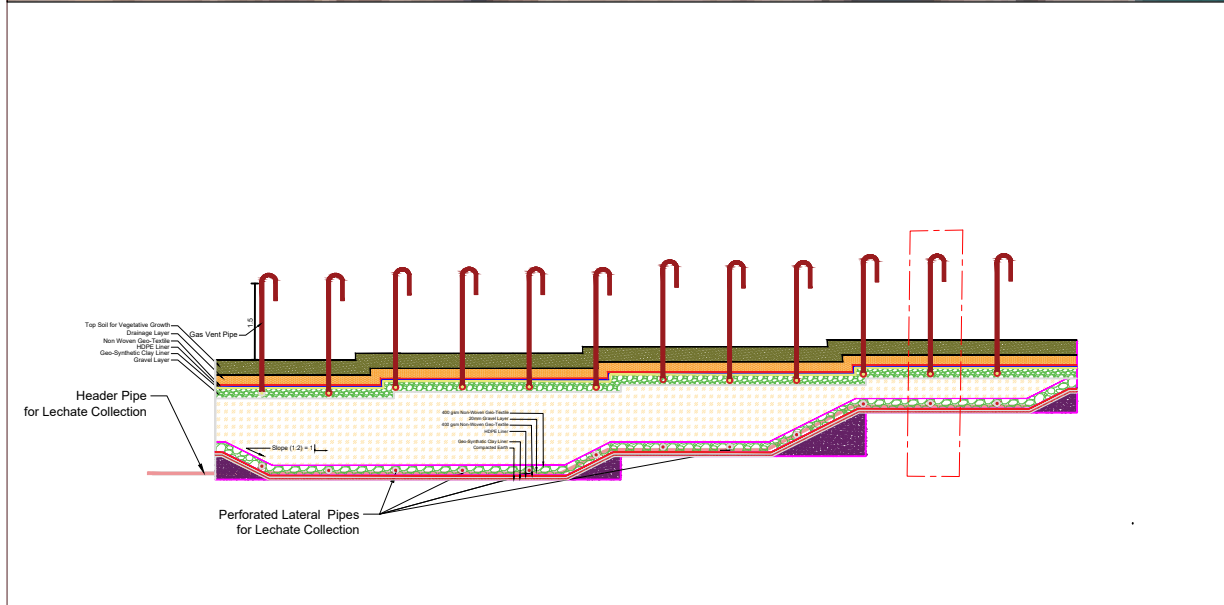 1.5
Top Soil for Vegetative Growth
Drainage Layer
Non Woven Geo-Textile
HDPE Liner
Geo-Synthetic Clay Liner
Gravel Layer
Gas Vent Pipe
Header Pipe
for Lechate Collection
400 gsm Non-Woven Geo-Textile
20mm Gravel Layer
400 gsm Non-Woven Geo-Textile
HDPE Liner
Geo-Synthetic Clay Liner
Compacted Earth
Slope (1:2) = 1
Perforated Lateral Pipes
for Lechate Collection